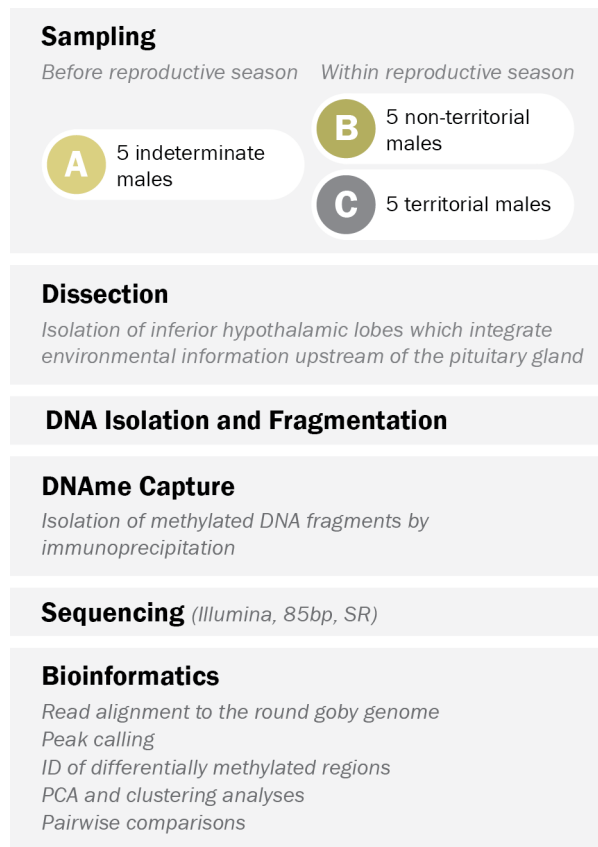 Sampling
Before reproductive season
Within reproductive season
A
5 indeterminate
males
B
5 non-territorial
males
C
5 territorial males
Dissection
Isolation of inferior hypothalamic lobes which integrate
environmental information upstream of the pituitary gland
DNA Isolation and Fragmentation
DNAme Capture
Isolation of methylated DNA fragments by
immunoprecipitation
Sequencing (Illumina, 85bp, SR)
Bioinformatics
Read alignment to the round goby genome
Peak calling
ID of differentially methylated regions
PCA and clustering analyses
Pairwise comparisons